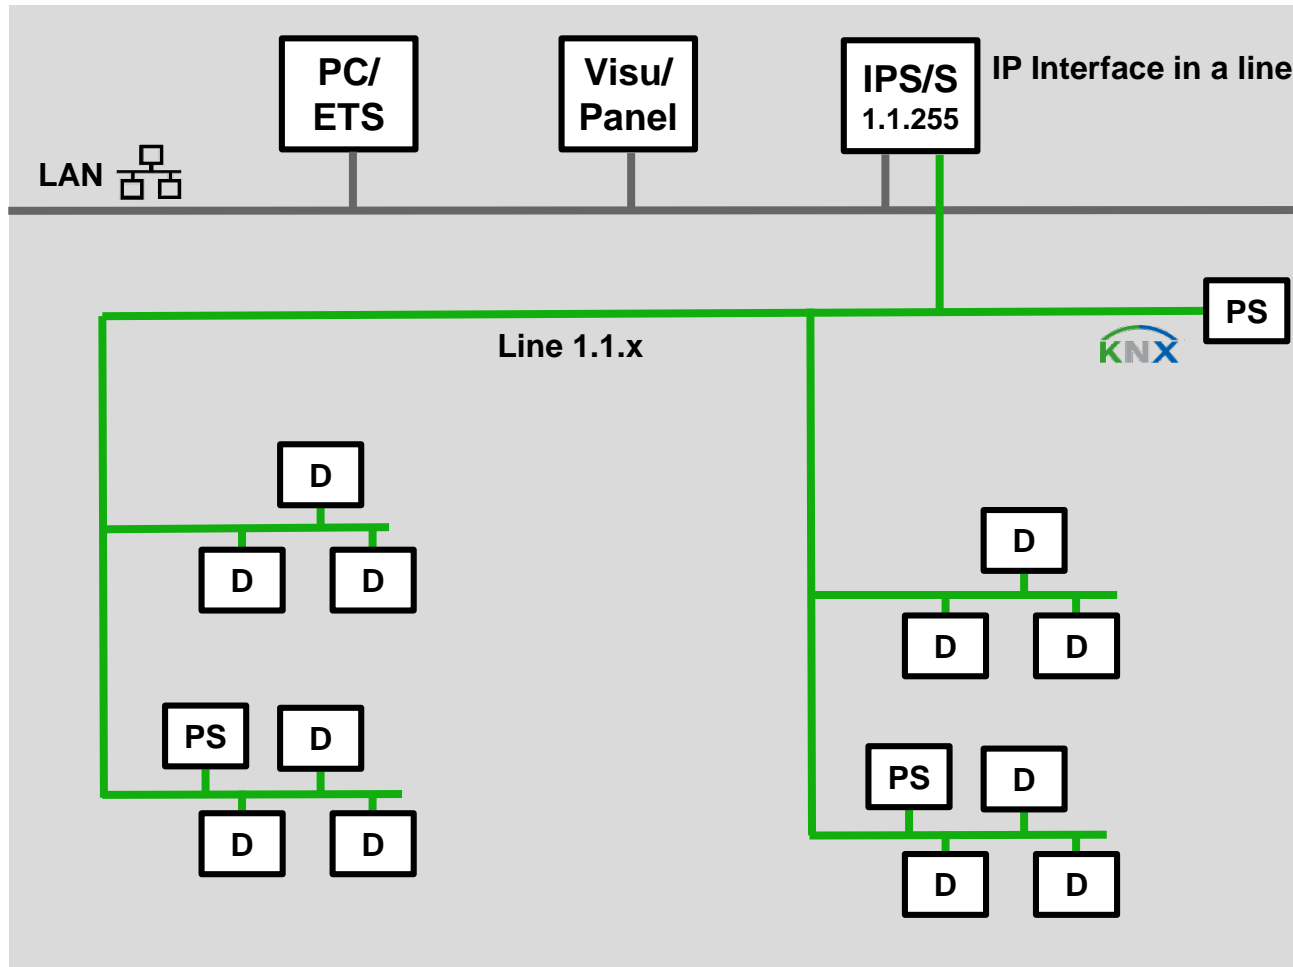 PC/
ETS
Visu/
Panel
IPS/S
1.1.255
IP Interface in a line
LAN
PS
Line 1.1.x
KNX
D
D
D
D
D
D
PS
D
D
D
PS
D
D
D